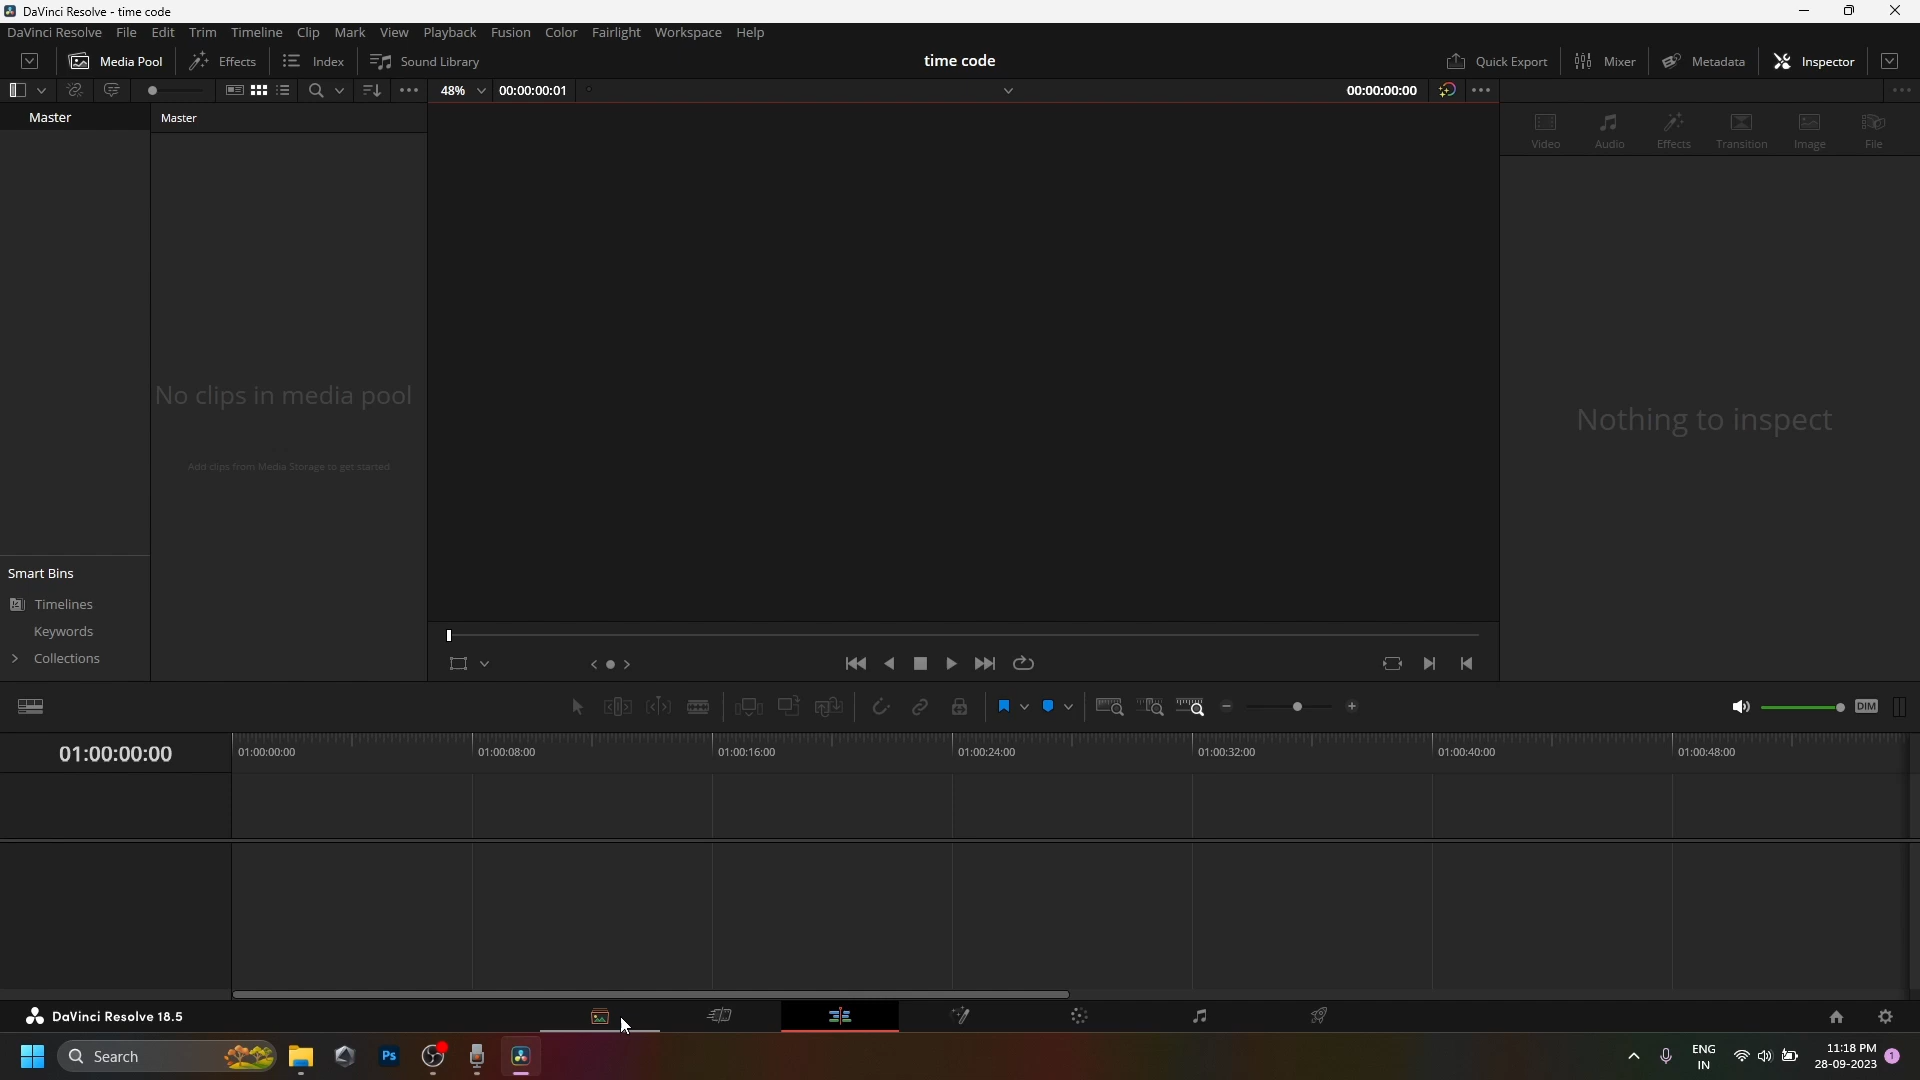 DaVinci Resolve - time code
DaVinci Resolve File Edit Trim Timeline Clip Mark View Playback Fusion Color Fairlight Workspace Help
Media Pool Effects Index Sound Library time code Quick Export Mixer Metadata Inspector
48% 00:00:00:01 00:00:00:00
Master Master
Video Audio Effects Transition Image File
No clips in media pool
Add clips from Media Storage to get started
Nothing to inspect
Smart Bins
Timelines
Keywords
Collections
DIM
01:00:00:00 01:00:00:00 01:00:08:00 01:00:16:00 01:00:24:00 01:00:32:00 01:00:40:00 01:00:48:00
DaVinci Resolve 18.5
Search Ps ENG IN 11:18 PM 28-09-2023 1